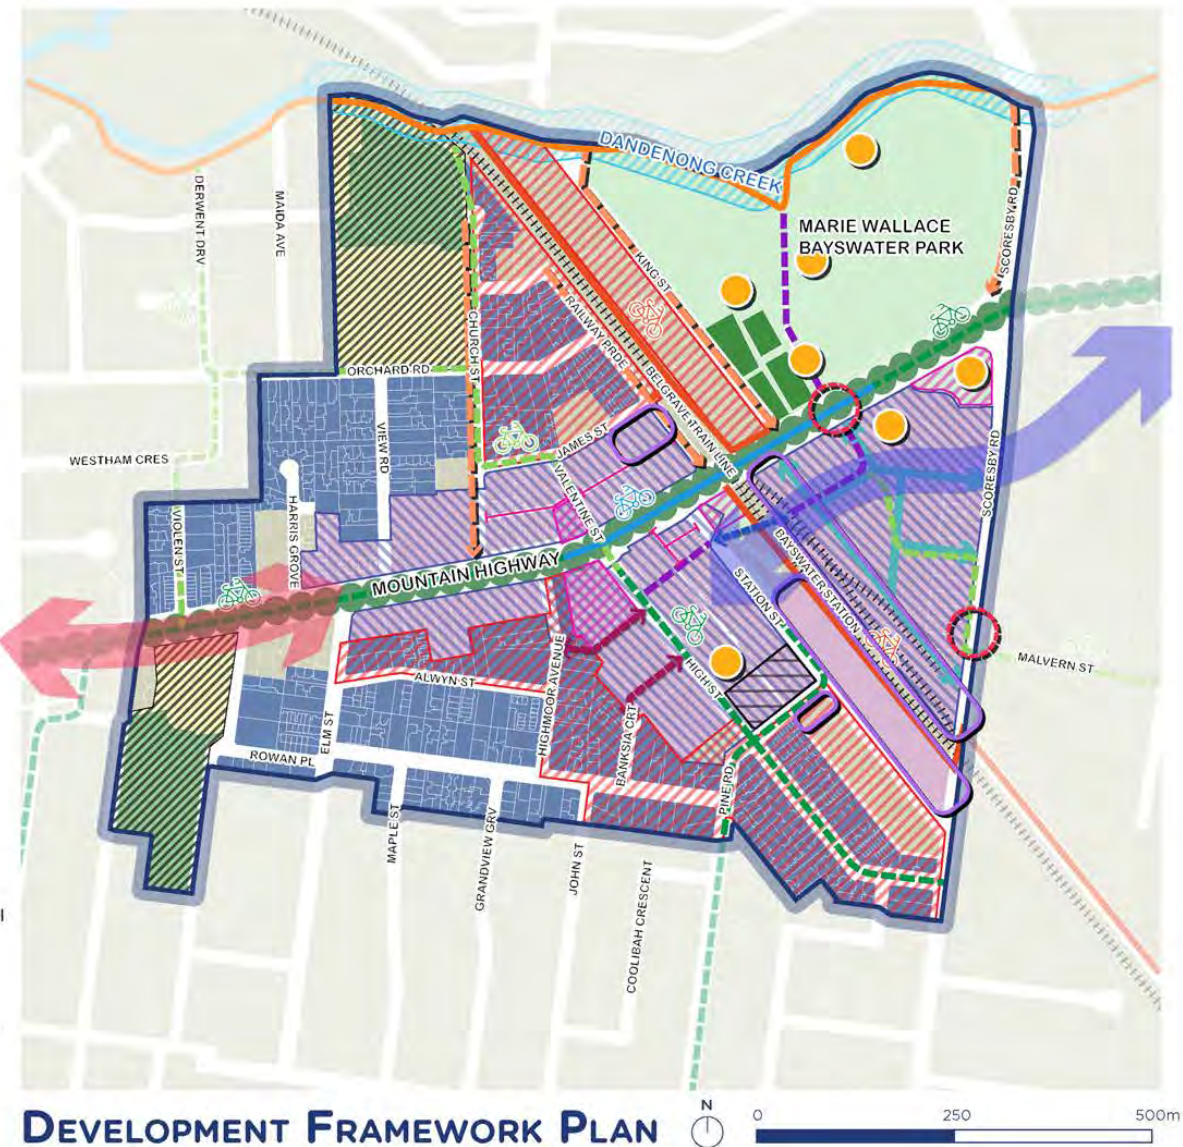 DANDENONG CREEK
MARIE WALLACE
BAYSWATER PARK
DERWENT DRV
MAIDA AVE
SCORESBY RD
KING ST
RAILWAY PRDE
CHURCH ST
BELGRAVE TRAIN LINE
ORCHARD RD
WESTHAM CRES
VIEW RD
JAMES ST
VALENTINE ST
SCORESBY RD
HARRIS GROVE
VIOLEN ST
MOUNTAIN HIGHWAY
BAYSWATER STATION
STATION ST
MALVERN ST
HIGHMOOR AVENUE
ALWYN ST
HIGH ST
BANKSIA CRT
ELM ST
ROWAN PL
PINE RD
MAPLE ST
GRANDVIEW GRV
JOHN ST
COOLIBAH CRESCENT
DEVELOPMENT FRAMEWORK PLAN
N
0 250 500m